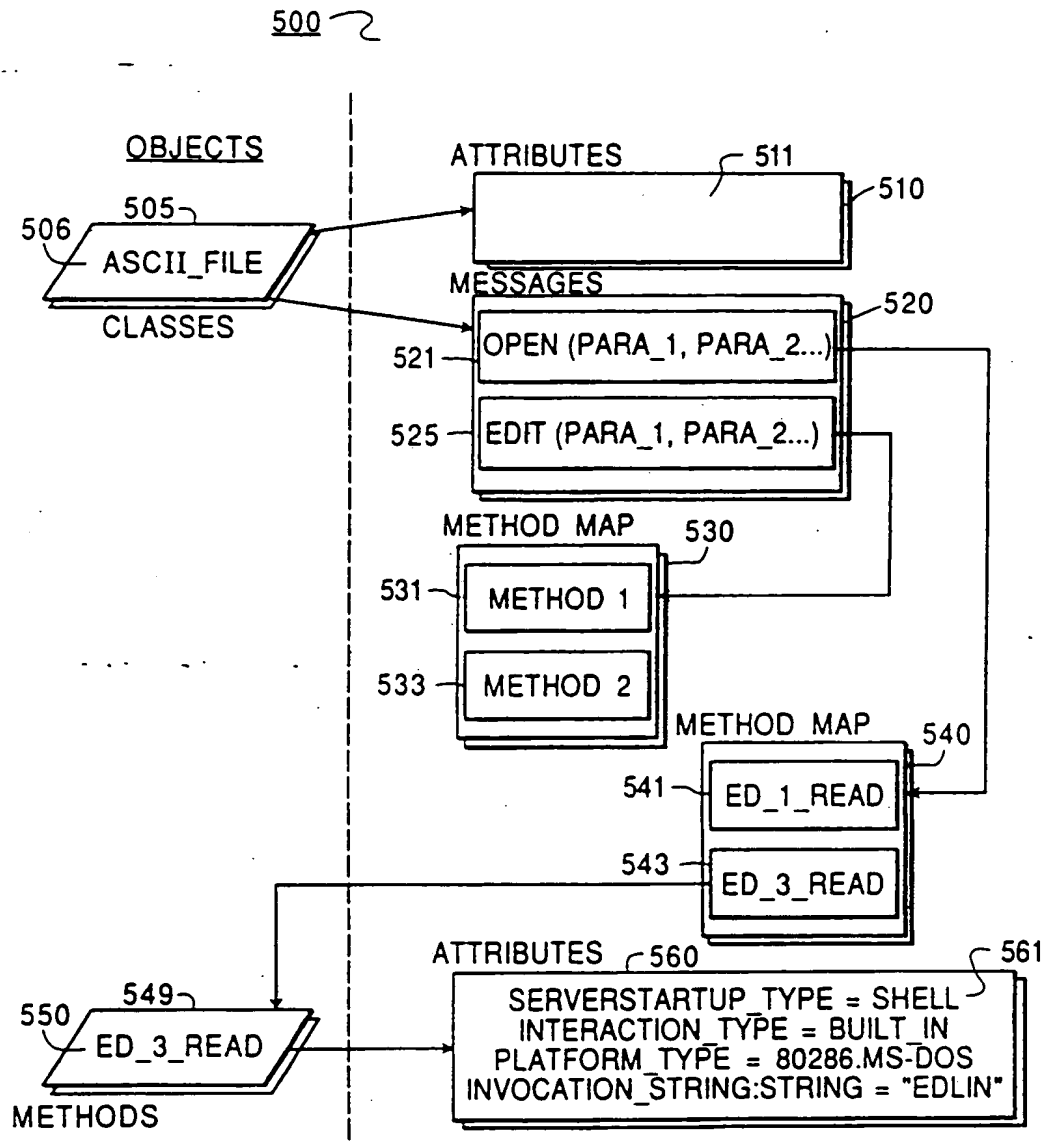 500
OBJECTS
ATTRIBUTES
511
510
505
506
ASCII_FILE
CLASSES
MESSAGES
520
OPEN (PARA_1, PARA_2...)
521
525
EDIT (PARA_1, PARA_2...)
METHOD MAP
530
531
METHOD 1
533
METHOD 2
METHOD MAP
540
541
ED_1_READ
543
ED_3_READ
ATTRIBUTES
560
561
SERVERSTARTUP_TYPE = SHELL
INTERACTION_TYPE = BUILT_IN
PLATFORM_TYPE = 80286.MS-DOS
INVOCATION_STRING:STRING = "EDLIN"
549
550
ED_3_READ
METHODS